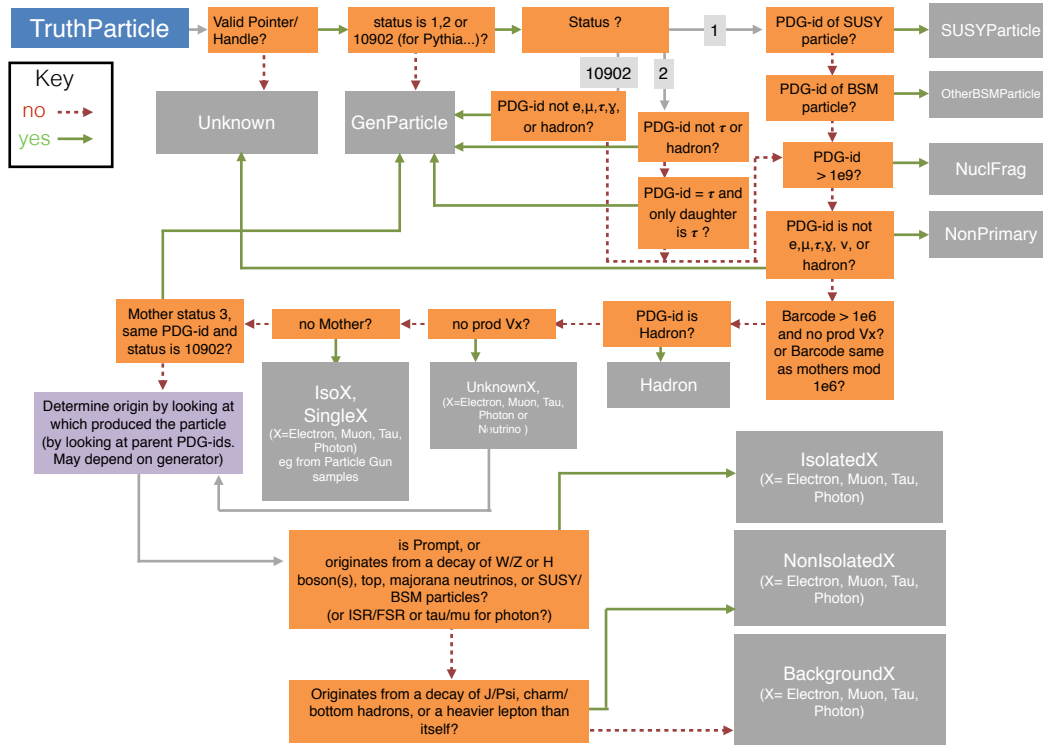 TruthParticle
Valid Pointer/
Handle?
status is 1,2 or
10902 (for Pythia...)?
Status ?
1
PDG-id of SUSY
particle?
SUSYParticle
Key
no
yes
10902
2
Unknown
GenParticle
PDG-id not e,μ,τ,ɣ,
or hadron?
PDG-id of BSM
particle?
OtherBSMParticle
PDG-id not τ or
hadron?
PDG-id
> 1e9?
NuclFrag
PDG-id = τ and
only daughter
is τ ?
PDG-id is not
e,μ,τ,ɣ, ν, or
hadron?
NonPrimary
Mother status 3,
same PDG-id and
status is 10902?
no Mother?
no prod Vx?
PDG-id is
Hadron?
Barcode > 1e6
and no prod Vx?
or Barcode same
as mothers mod
1e6?
IsoX,
SingleX
(X=Electron, Muon, Tau,
Photon)
eg from Particle Gun
samples
UnknownX,
(X=Electron, Muon, Tau,
Photon or
Neutrino )
Hadron
Determine origin by looking at
which produced the particle
(by looking at parent PDG-ids.
May depend on generator)
IsolatedX
(X= Electron, Muon, Tau,
Photon)
is Prompt, or
originates from a decay of W/Z or H
boson(s), top, majorana neutrinos, or SUSY/
BSM particles?
(or ISR/FSR or tau/mu for photon?)
NonIsolatedX
(X= Electron, Muon, Tau,
Photon)
Originates from a decay of J/Psi, charm/
bottom hadrons, or a heavier lepton than
itself?
BackgroundX
(X= Electron, Muon, Tau,
Photon)